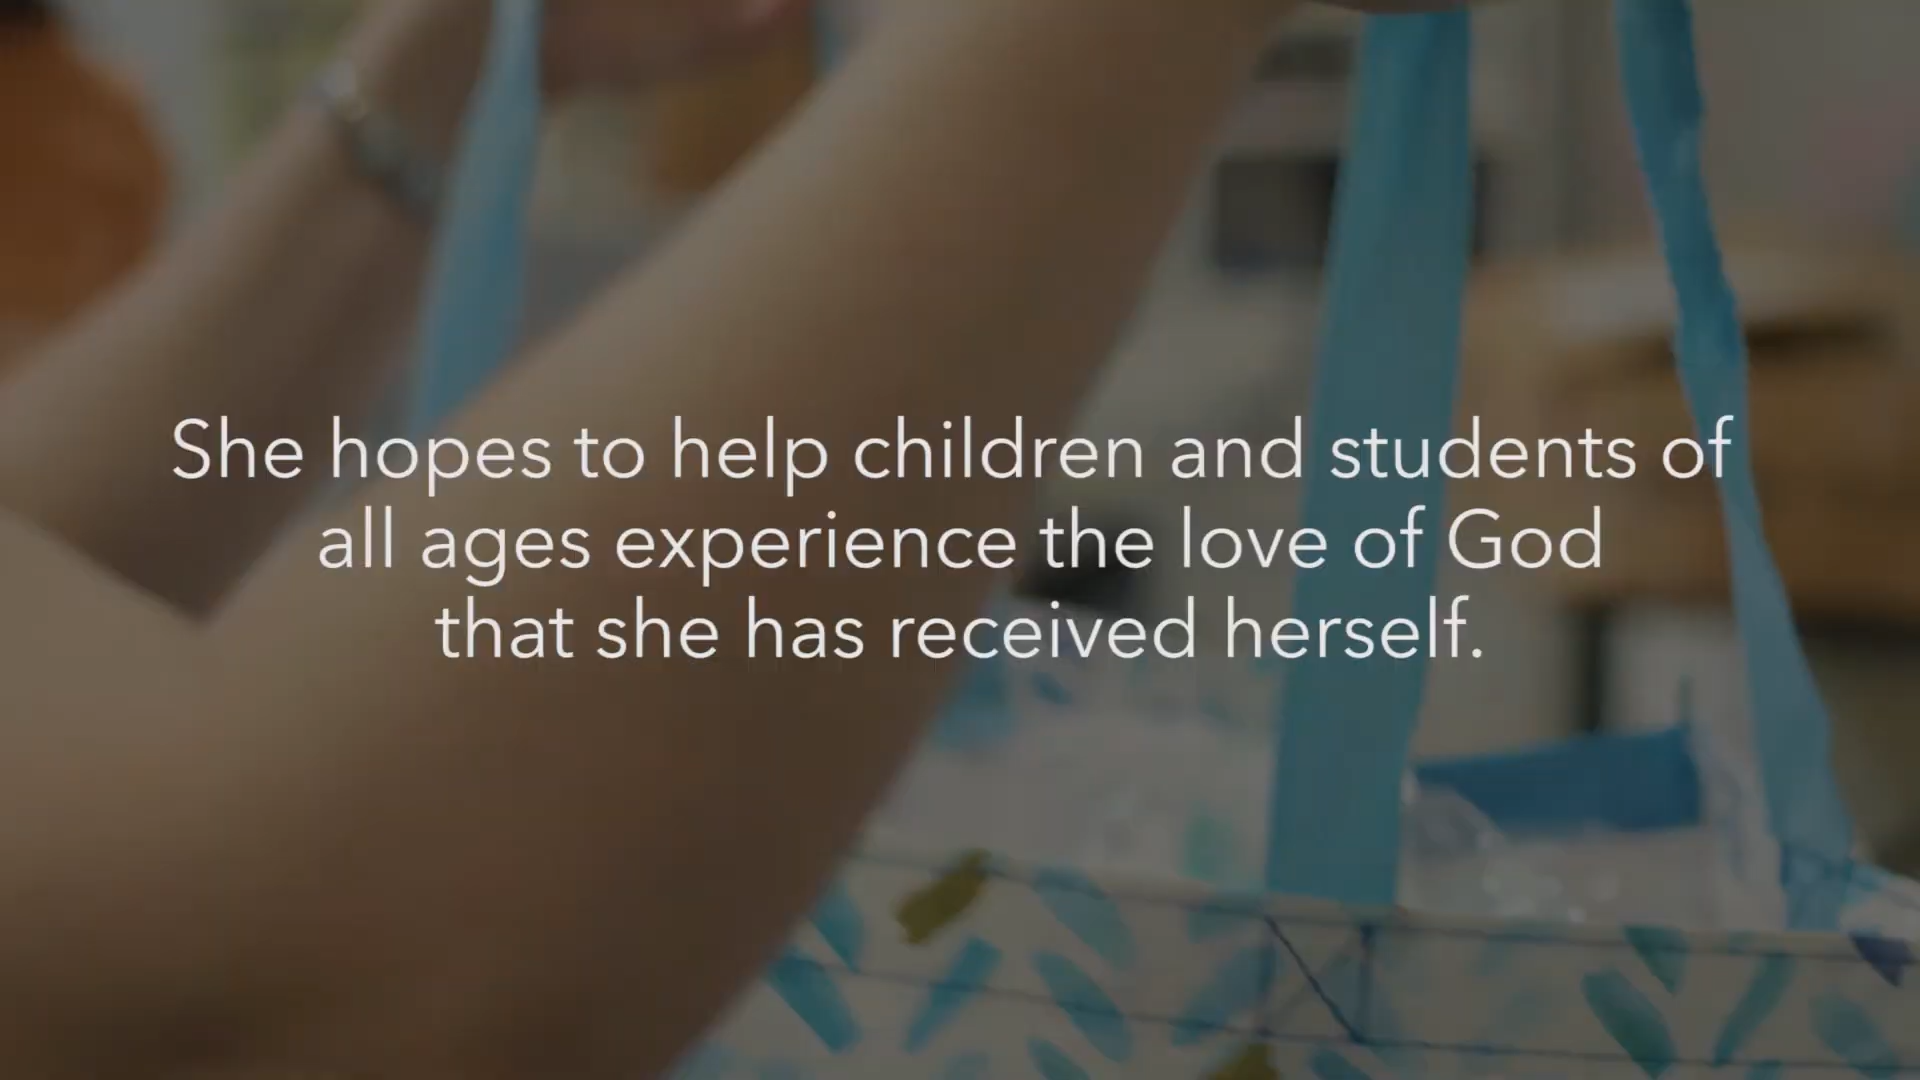 She hopes to help children and students of
all ages experience the love of God
that she has received herself.